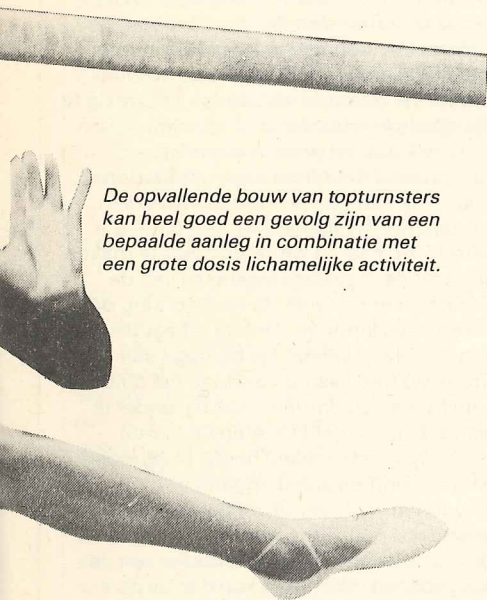 De opvallende bouw van topturnsters
kan heel goed een gevolg zijn van een
bepaalde aanleg in combinatie met
een grote dosis lichamelijke activiteit.